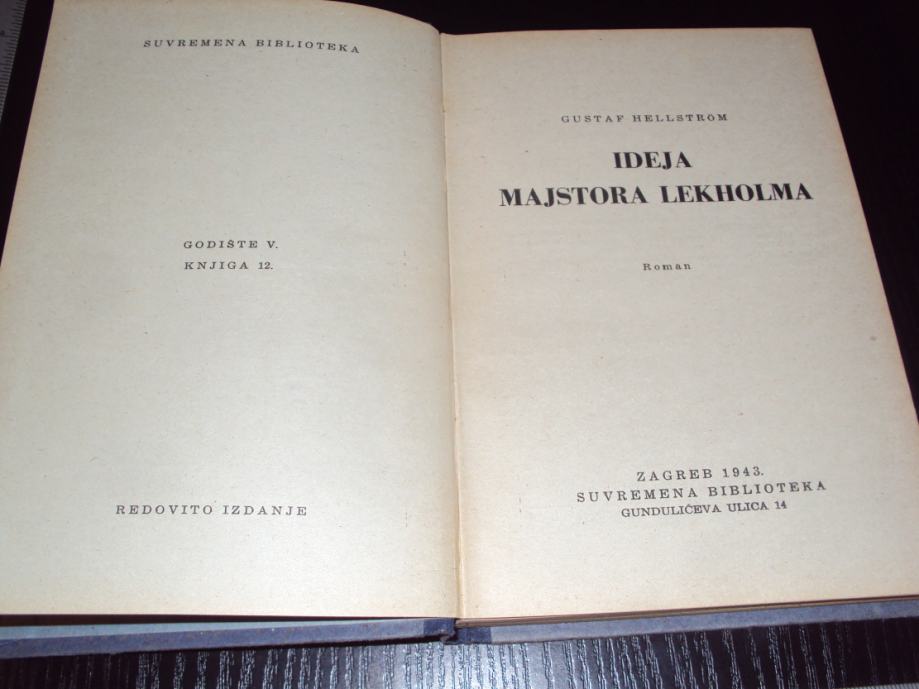 SUVREMENA BIBLIOTEKA
GODIŠTE V.
KNJIGA 12.
REDOVITO IZDANJE
GUSTAF HELLSTRÖM
IDEJA
MAJSTORA LEKHOLMA
Roman
ZAGREB 1943.
SUVREMENA BIBLIOTEKA
GUNDULIĆEVA ULICA 14